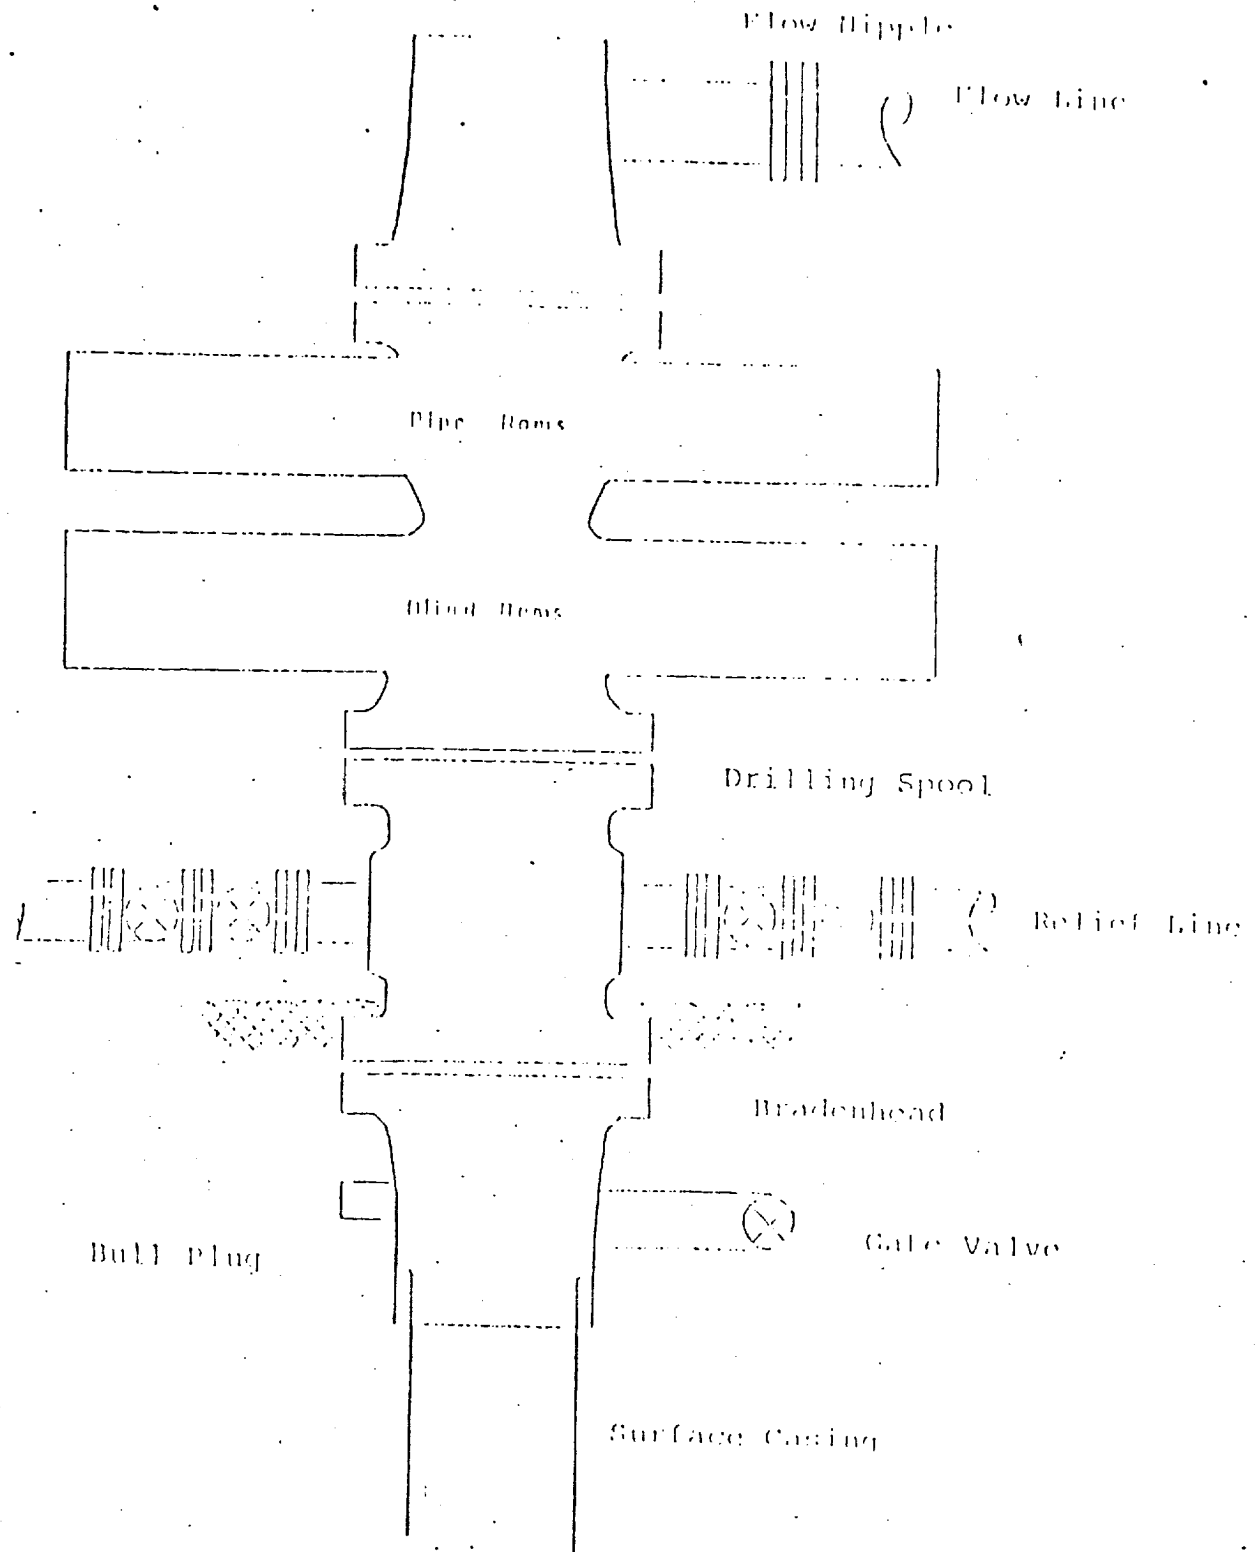 Flow Nipple
Flow Line
Pipe Rams
Blind Rams
Drilling Spool
Relief Line
Bradenhead
Bull Plug
Gate Valve
Surface Casing